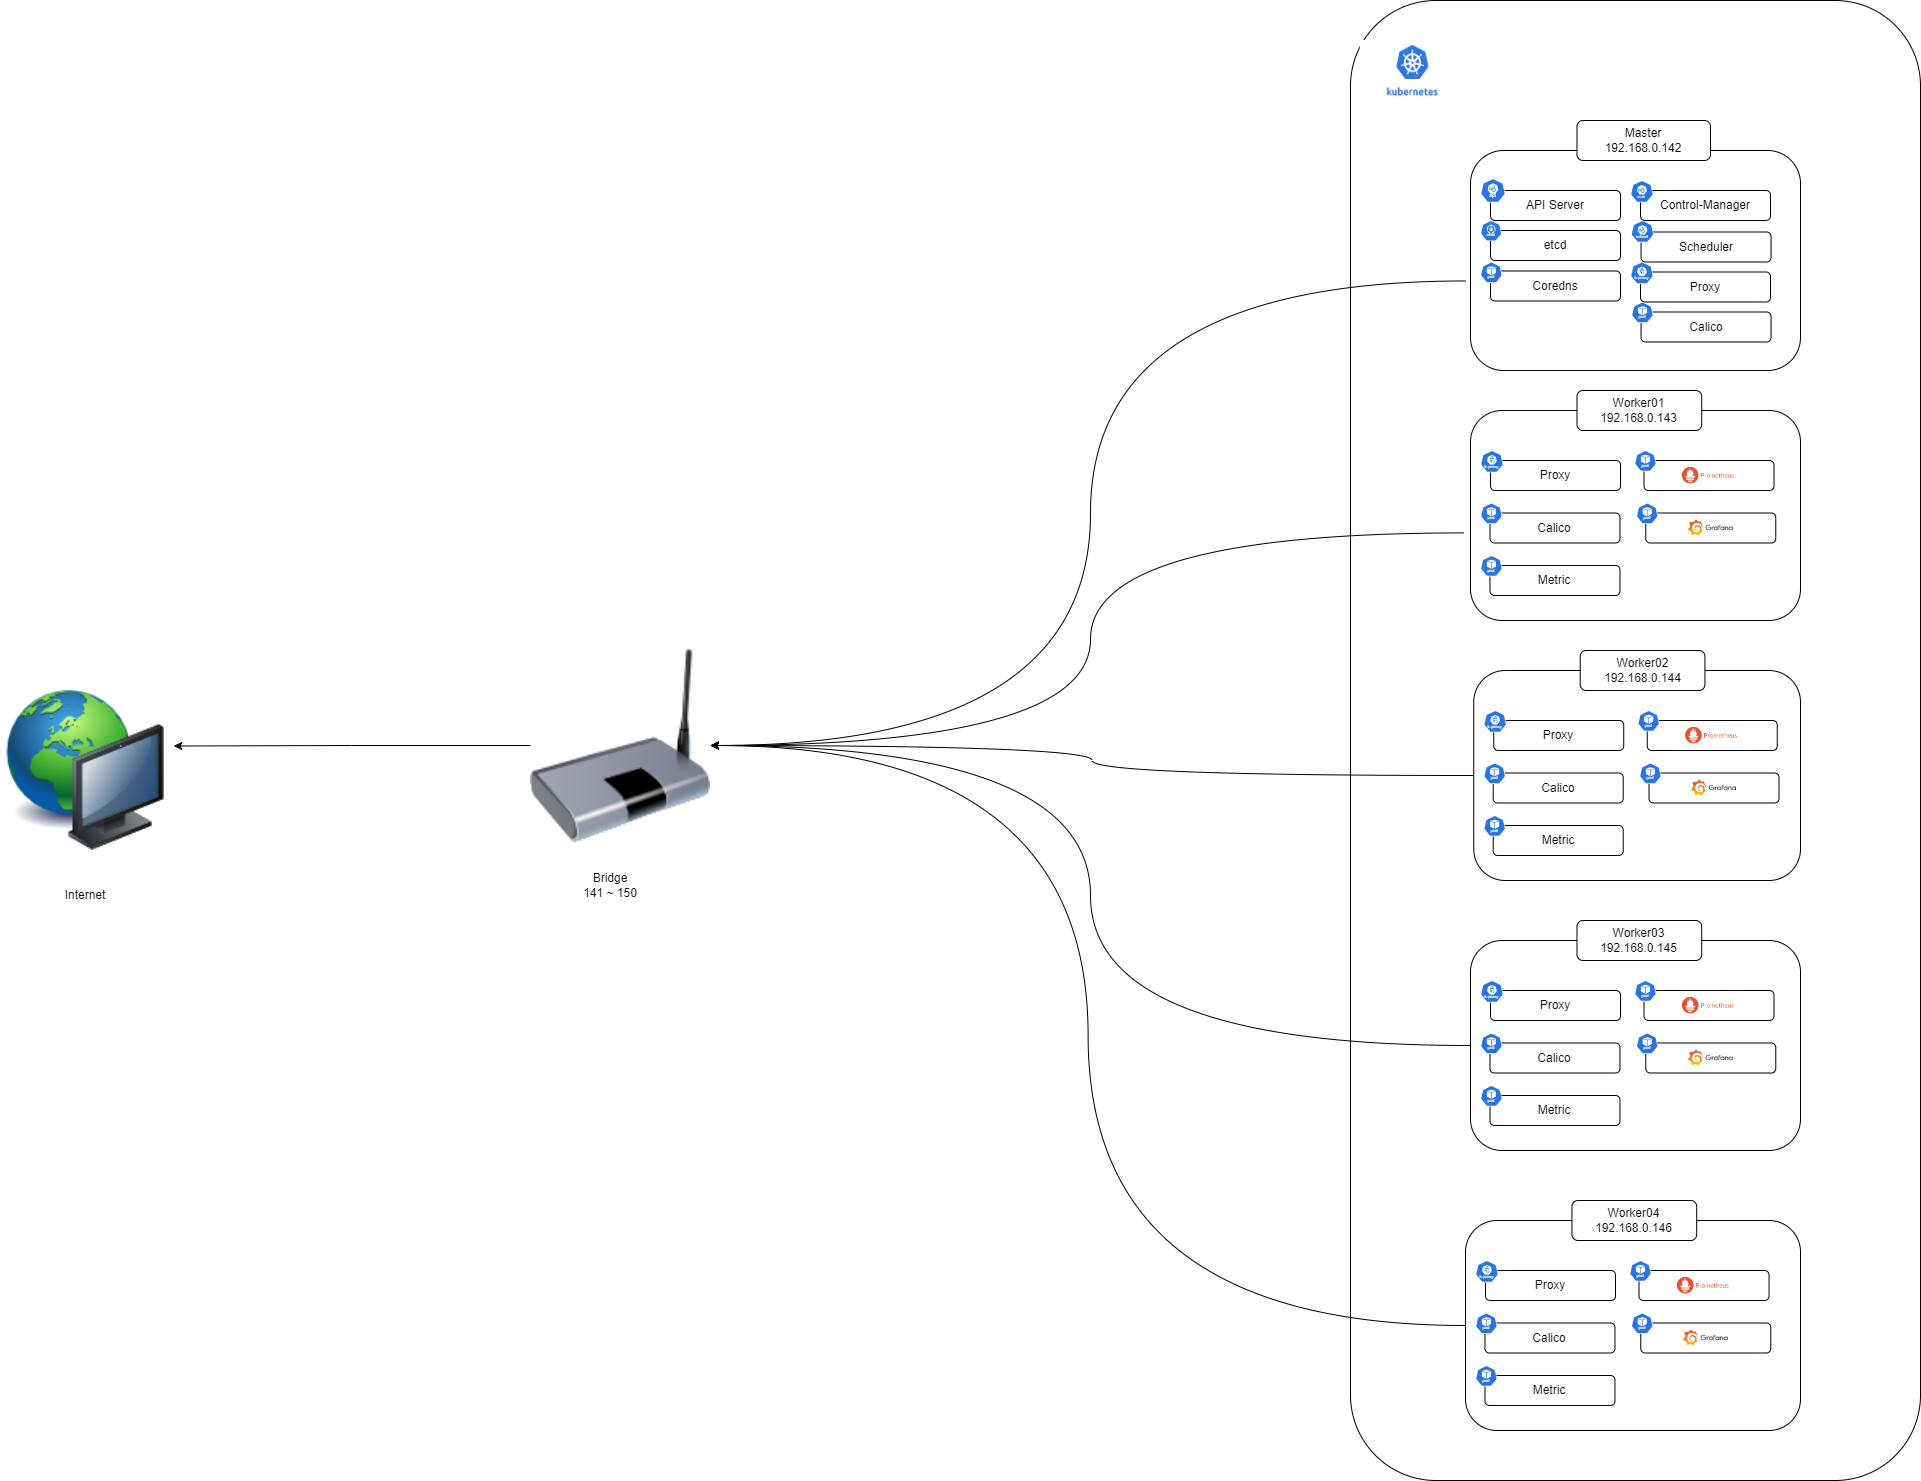 kubernetes
Master
192.168.0.142
API Server
Control-Manager
etcd
Scheduler
Coredns
Proxy
Calico
Worker01
192.168.0.143
Proxy
Prometheus
Calico
Grafana
Metric
Worker02
192.168.0.144
Proxy
Prometheus
Calico
Grafana
Metric
Internet
Bridge
141 ~ 150
Worker03
192.168.0.145
Proxy
Prometheus
Calico
Grafana
Metric
Worker04
192.168.0.146
Proxy
Prometheus
Calico
Grafana
Metric